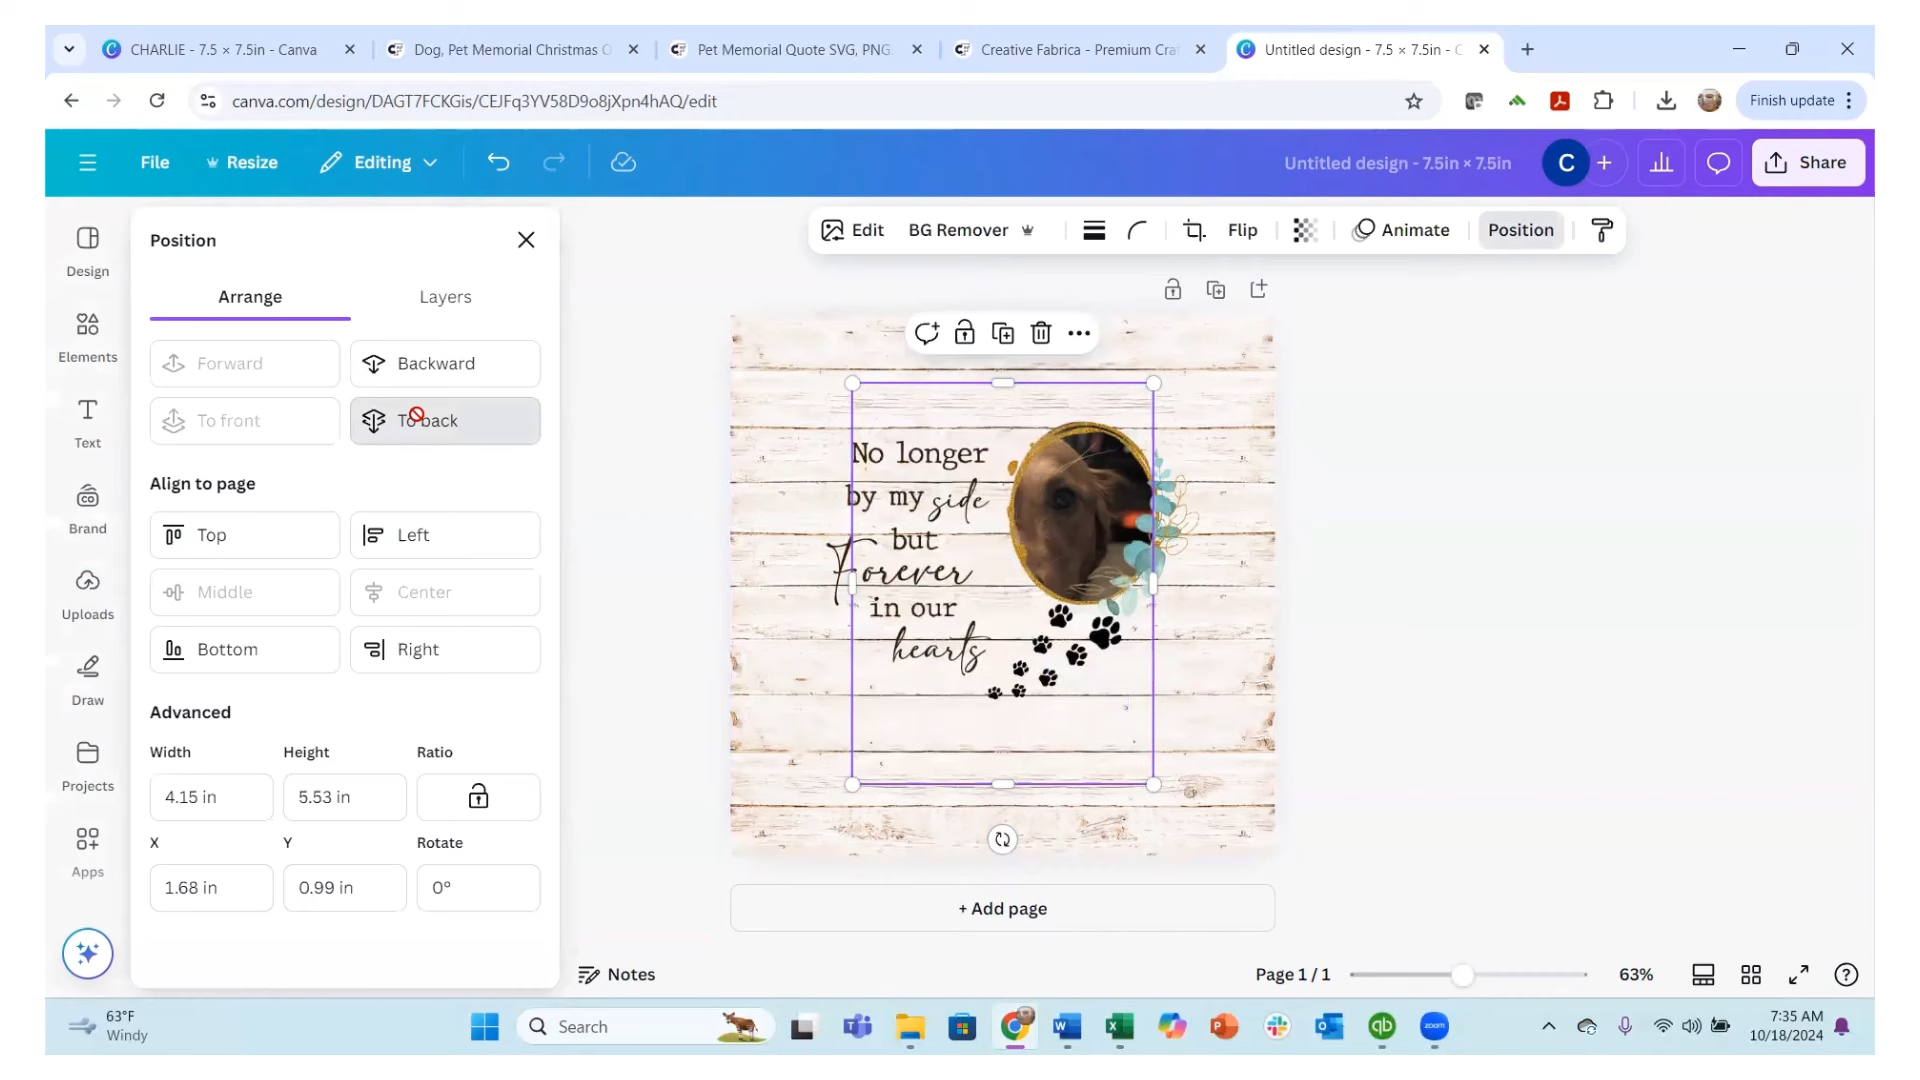 CHARLIE - 7.5 × 7.5in - Canva
Dog, Pet Memorial Christmas O
Pet Memorial Quote SVG, PNG.
Creative Fabrica - Premium Cra
Untitled design - 7.5 × 7.5in - C
canva.com/design/DAGT7FCKGis/CEJFq3YV58D9o8jXpn4hAQ/edit
Finish update
File
Resize
Editing
Untitled design - 7.5in × 7.5in
C
Share
Design
Elements
Text
Brand
Uploads
Draw
Projects
Apps
Position
Arrange
Layers
Forward
Backward
To front
To back
Align to page
Top
Left
Middle
Center
Bottom
Right
Advanced
Width
Height
Ratio
4.15 in
5.53 in
X
Y
Rotate
1.68 in
0.99 in
0°
Edit
BG Remover
Flip
Animate
Position
No longer
by my side
but
Forever
in our
hearts
+ Add page
Notes
Page 1 / 1
63%
63°F
Windy
Search
7:35 AM
10/18/2024